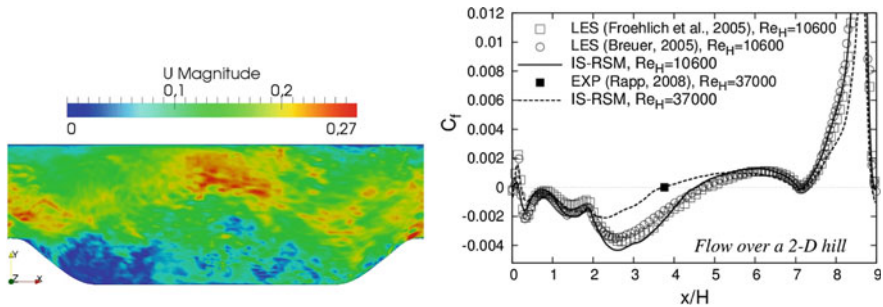 U Magnitude
0,1 0,2
0 0,27
Y
Z X
0.012
0.01
0.008
0.006
0.004
0.002
0
-0.002
-0.004
C_f
LES (Froehlich et al., 2005), Re_H=10600
LES (Breuer, 2005), Re_H=10600
IS-RSM, Re_H=10600
EXP (Rapp, 2008), Re_H=37000
IS-RSM, Re_H=37000
Flow over a 2-D hill
0 1 2 3 4 5 6 7 8 9
x/H